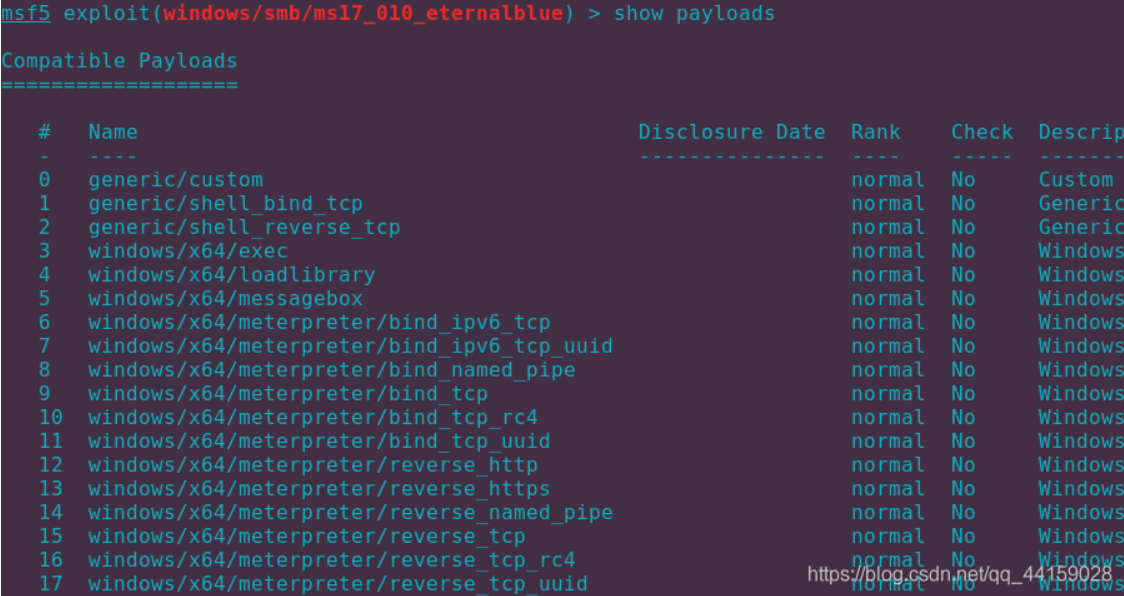 msf5 exploit(windows/smb/ms17_010_eternalblue) > show payloads
Compatible Payloads
===================
# Name Disclosure Date Rank Check Descrip
- ---- --------------- ---- ----- -------
0 generic/custom normal No Custom
1 generic/shell_bind_tcp normal No Generic
2 generic/shell_reverse_tcp normal No Generic
3 windows/x64/exec normal No Windows
4 windows/x64/loadlibrary normal No Windows
5 windows/x64/messagebox normal No Windows
6 windows/x64/meterpreter/bind_ipv6_tcp normal No Windows
7 windows/x64/meterpreter/bind_ipv6_tcp_uuid normal No Windows
8 windows/x64/meterpreter/bind_named_pipe normal No Windows
9 windows/x64/meterpreter/bind_tcp normal No Windows
10 windows/x64/meterpreter/bind_tcp_rc4 normal No Windows
11 windows/x64/meterpreter/bind_tcp_uuid normal No Windows
12 windows/x64/meterpreter/reverse_http normal No Windows
13 windows/x64/meterpreter/reverse_https normal No Windows
14 windows/x64/meterpreter/reverse_named_pipe normal No Windows
15 windows/x64/meterpreter/reverse_tcp normal No Windows
16 windows/x64/meterpreter/reverse_tcp_rc4 normal No Windows
17 windows/x64/meterpreter/reverse_tcp_uuid normal No Windows
https://blog.csdn.net/qq_44159028